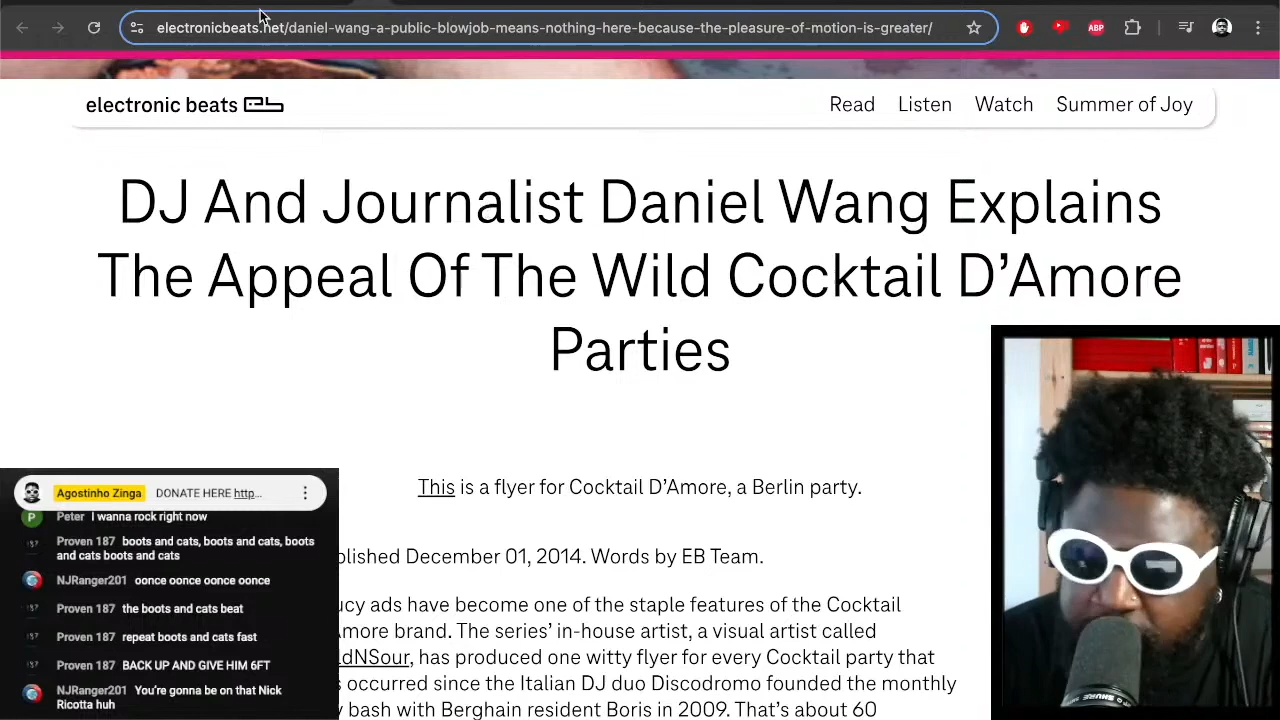 electronicbeats.net/daniel-wang-a-public-blowjob-means-nothing-here-because-the-pleasure-of-motion-is-greater/
ABP
electronic beats
Read Listen Watch Summer of Joy
DJ And Journalist Daniel Wang Explains
The Appeal Of The Wild Cocktail D’Amore
Parties
This is a flyer for Cocktail D’Amore, a Berlin party.
blished December 01, 2014. Words by EB Team.
ucy ads have become one of the staple features of the Cocktail
more brand. The series’ in-house artist, a visual artist called
ldNSour, has produced one witty flyer for every Cocktail party that
s occurred since the Italian DJ duo Discodromo founded the monthly
y bash with Berghain resident Boris in 2009. That’s about 60
Agostinho Zinga DONATE HERE http...
P Peter I wanna rock right now
Proven 187 boots and cats, boots and cats, boots
and cats boots and cats
NJRanger201 oonce oonce oonce oonce
Proven 187 the boots and cats beat
Proven 187 repeat boots and cats fast
Proven 187 BACK UP AND GIVE HIM 6FT
NJRanger201 You’re gonna be on that Nick
Ricotta huh
SHURE